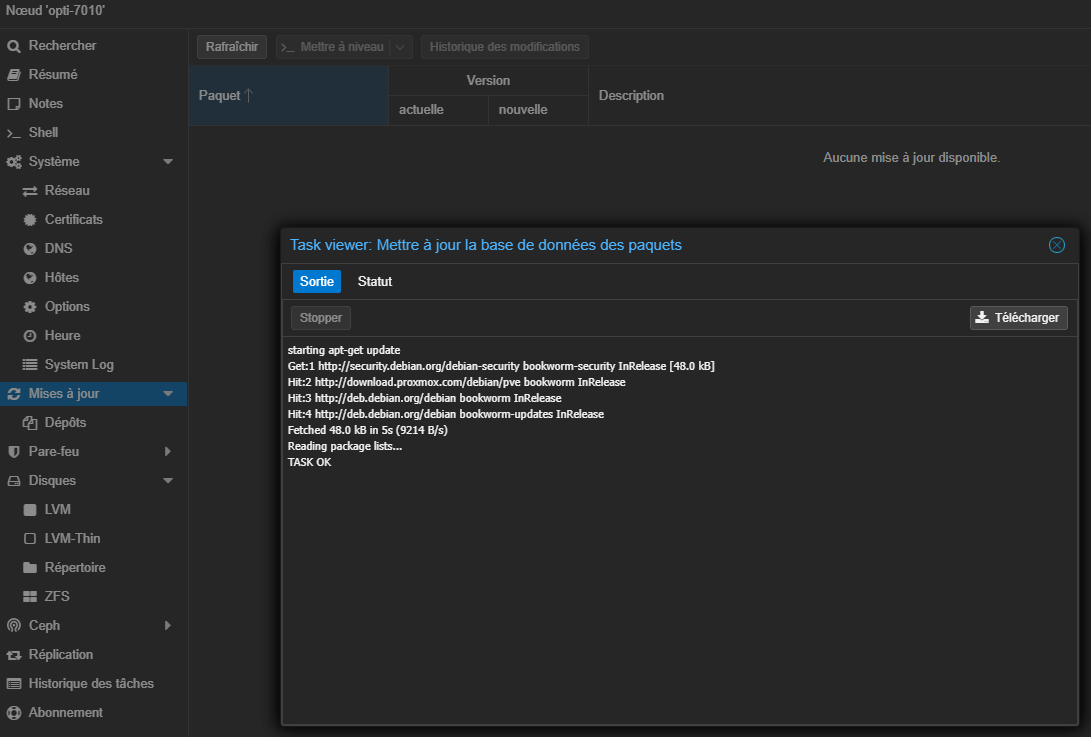 Nœud 'opti-7010'
Rechercher
Résumé
Notes
Shell
Système
Réseau
Certificats
DNS
Hôtes
Options
Heure
System Log
Mises à jour
Dépôts
Pare-feu
Disques
LVM
LVM-Thin
Répertoire
ZFS
Ceph
Réplication
Historique des tâches
Abonnement
Rafraîchir Mettre à niveau Historique des modifications
Paquet Version Description
actuelle nouvelle
Aucune mise à jour disponible.
Task viewer: Mettre à jour la base de données des paquets
Sortie Statut
Stopper Télécharger
starting apt-get update
Get:1 http://security.debian.org/debian-security bookworm-security InRelease [48.0 kB]
Hit:2 http://download.proxmox.com/debian/pve bookworm InRelease
Hit:3 http://deb.debian.org/debian bookworm InRelease
Hit:4 http://deb.debian.org/debian bookworm-updates InRelease
Fetched 48.0 kB in 5s (9214 B/s)
Reading package lists...
TASK OK